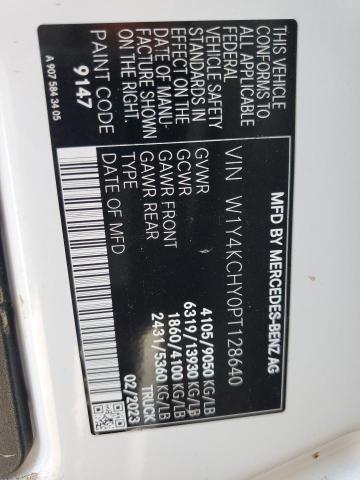 MFD BY MERCEDES-BENZ AG
VIN W1Y4KCHY0PT128640
GVWR 4105/9050 KG/LB
GCWR 6319/13930 KG/LB
GAWR FRONT 1860/4100 KG/LB
GAWR REAR 2431/5360 KG/LB
TYPE TRUCK
DATE OF MFD 02/2023
THIS VEHICLE
CONFORMS TO
ALL APPLICABLE
FEDERAL MOTOR
VEHICLE SAFETY
STANDARDS IN
EFFECT ON THE
DATE OF MANU-
FACTURE SHOWN
ABOVE
PAINT CODE
9147
A 907 584 34 05